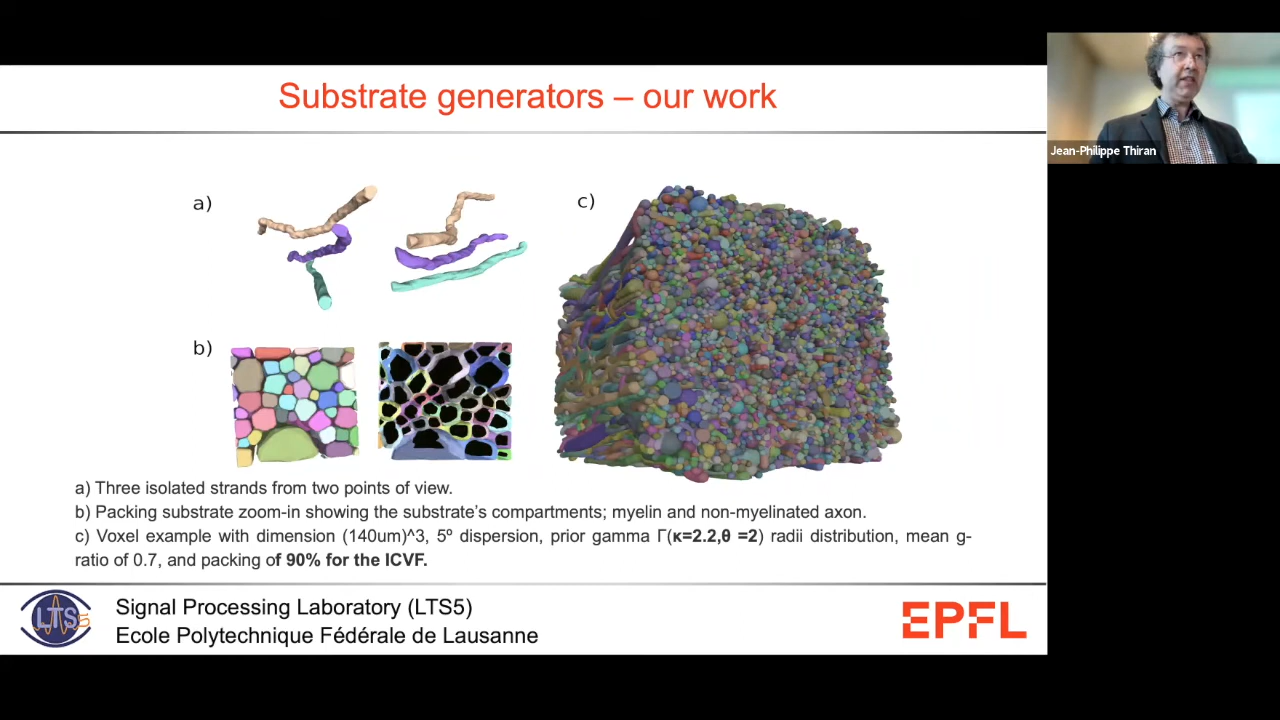 Substrate generators – our work
Jean-Philippe Thiran
a)
b)
c)
a) Three isolated strands from two points of view.
b) Packing substrate zoom-in showing the substrate's compartments; myelin and non-myelinated axon.
c) Voxel example with dimension (140um)^3, 5º dispersion, prior gamma Γ(κ=2.2,θ =2) radii distribution, mean g-
ratio of 0.7, and packing of 90% for the ICVF.
LTS5
Signal Processing Laboratory (LTS5)
Ecole Polytechnique Fédérale de Lausanne
EPFL